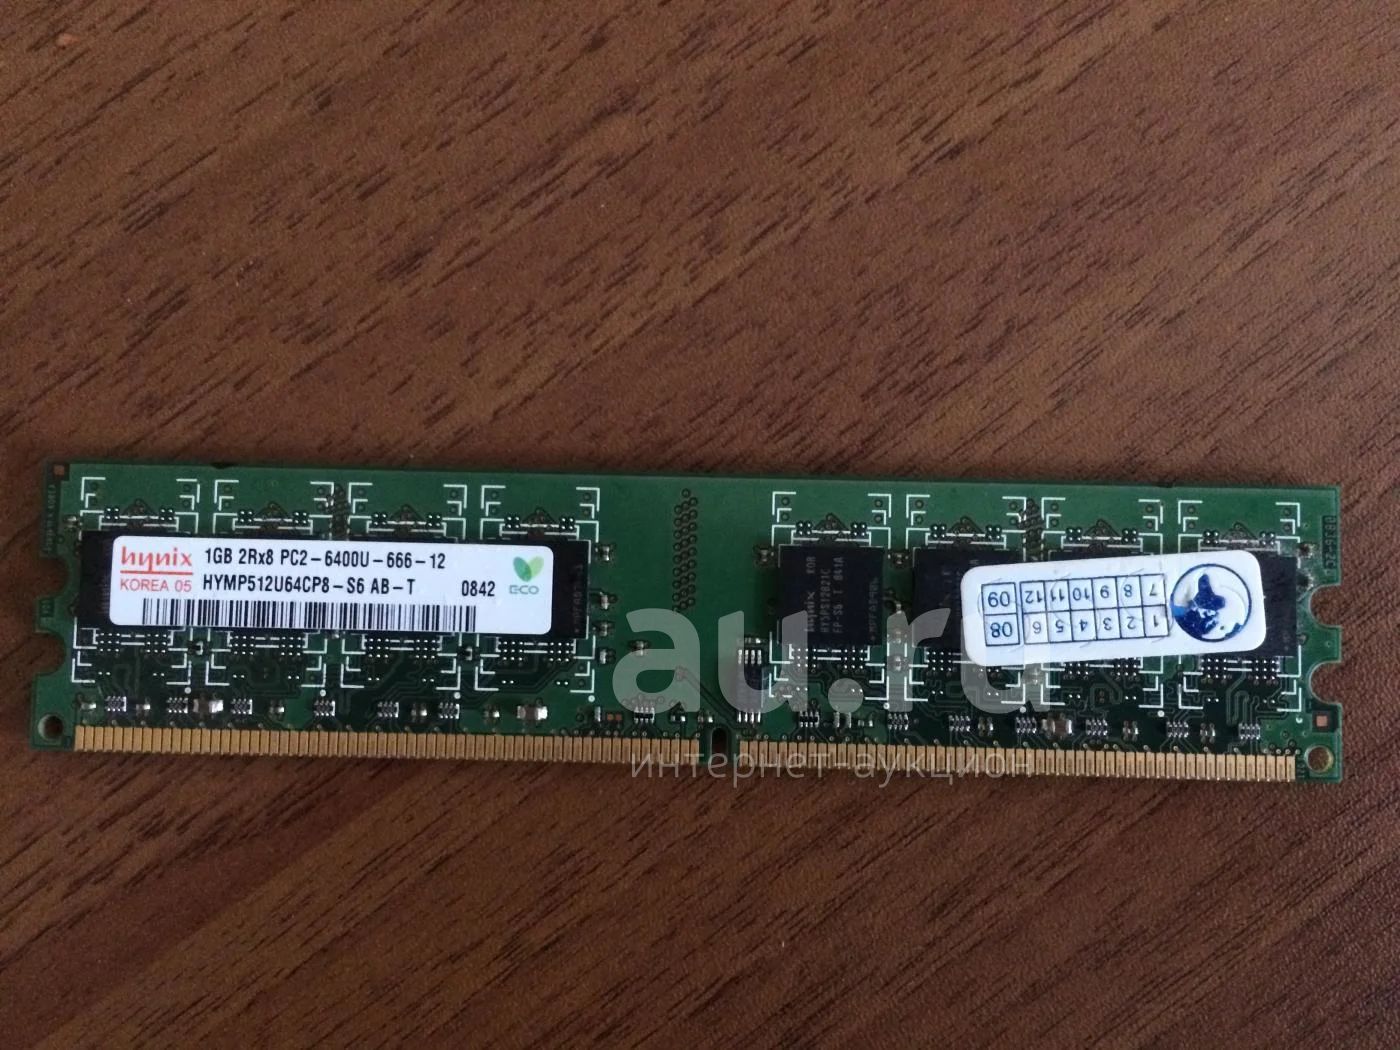 hynix
KOREA 05
1GB 2Rx8 PC2-6400U-666-12
HYMP512U64CP8-S6 AB-T 0842
ECO
7 8 9 10 11 12 09
1 2 3 4 5 6 08
au.ru
интернет-аукцион